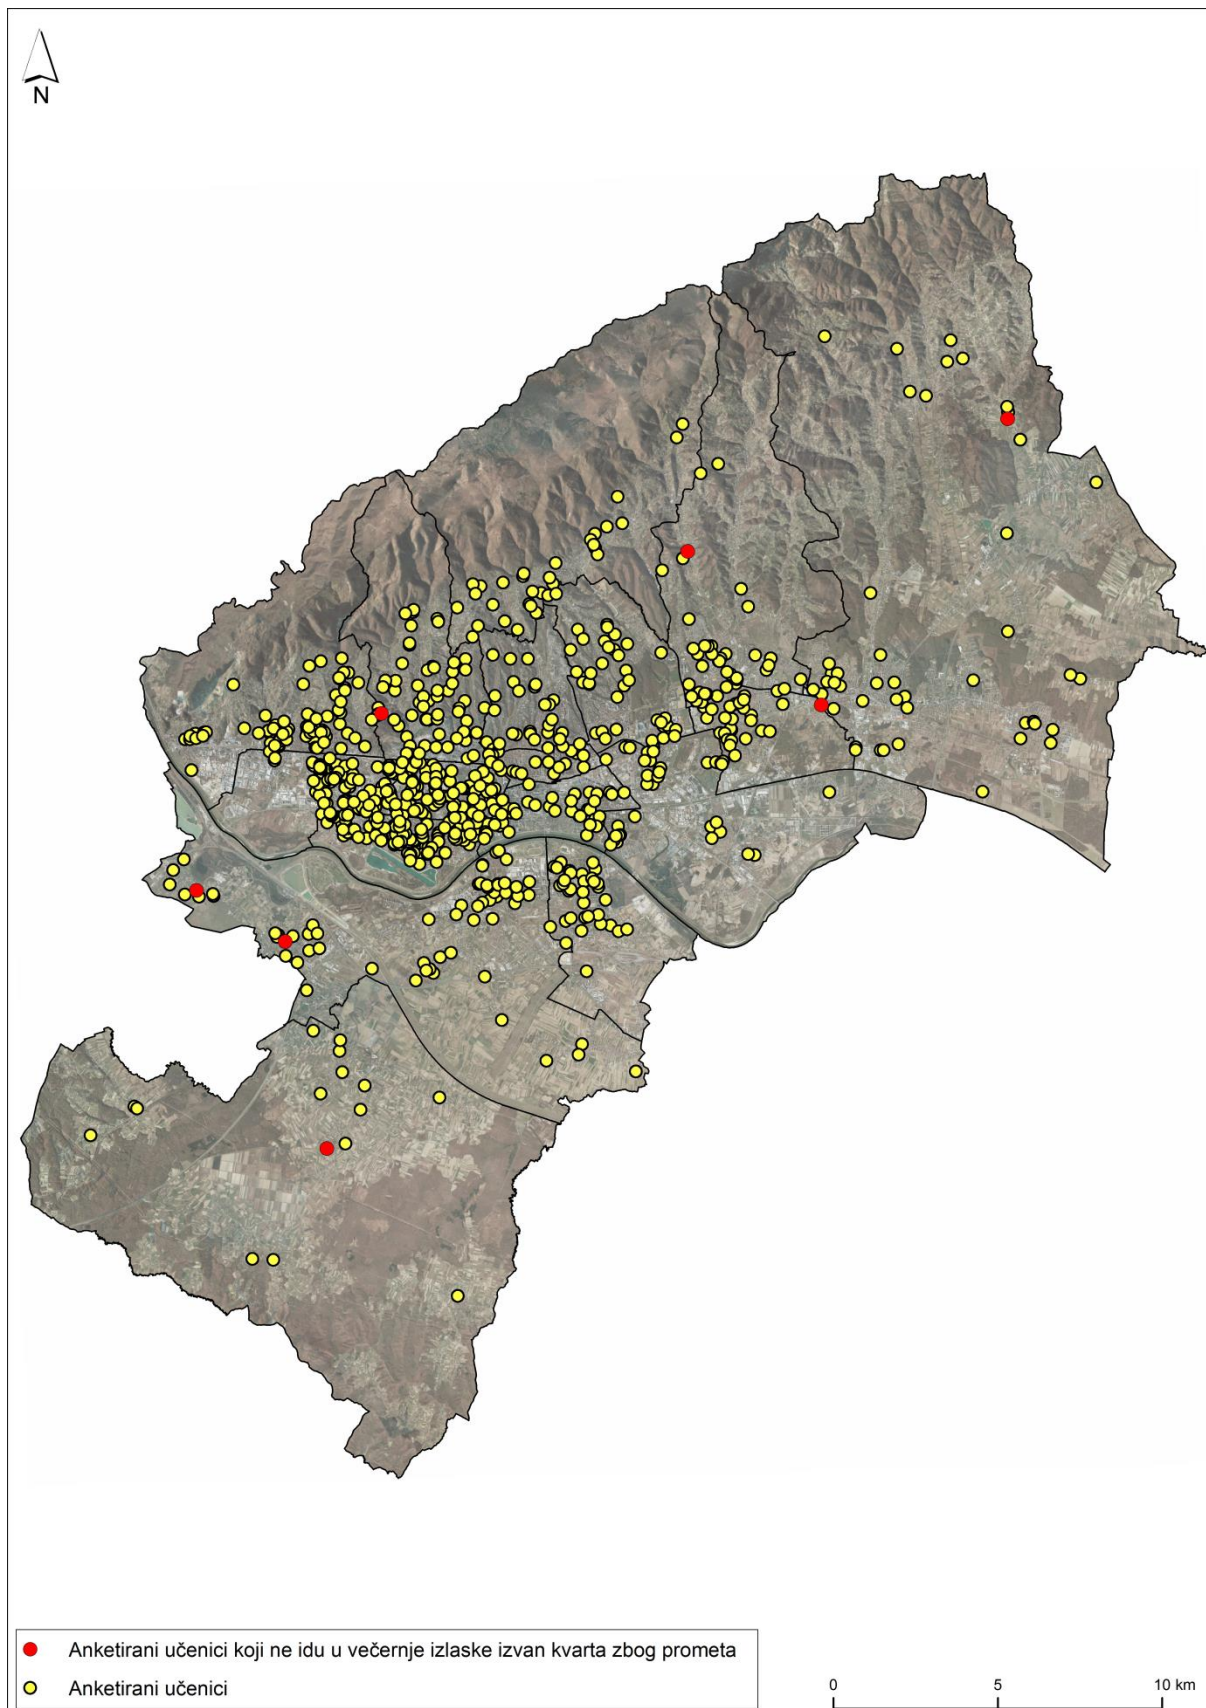 N
Anketirani učenici koji ne idu u večernje izlaske izvan kvarta zbog prometa
Anketirani učenici
0 5 10 km